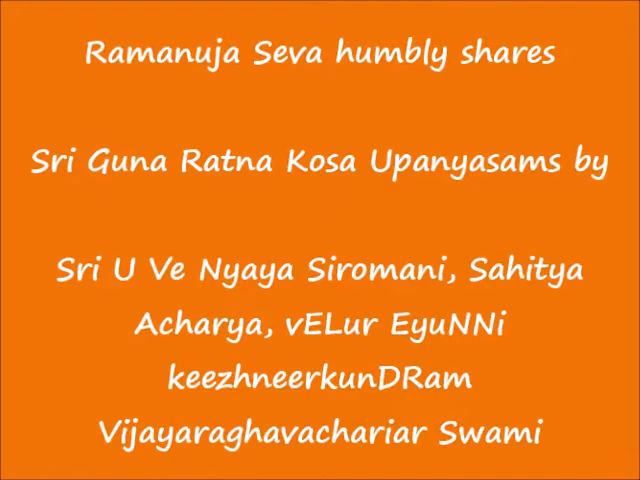 Ramanuja Seva humbly shares
Sri Guna Ratna Kosa Upanyasams by
Sri U Ve Nyaya Siromani, Sahitya
Acharya, vELur EyuNNi
keezhneerkunDRam
Vijayaraghavachariar Swami